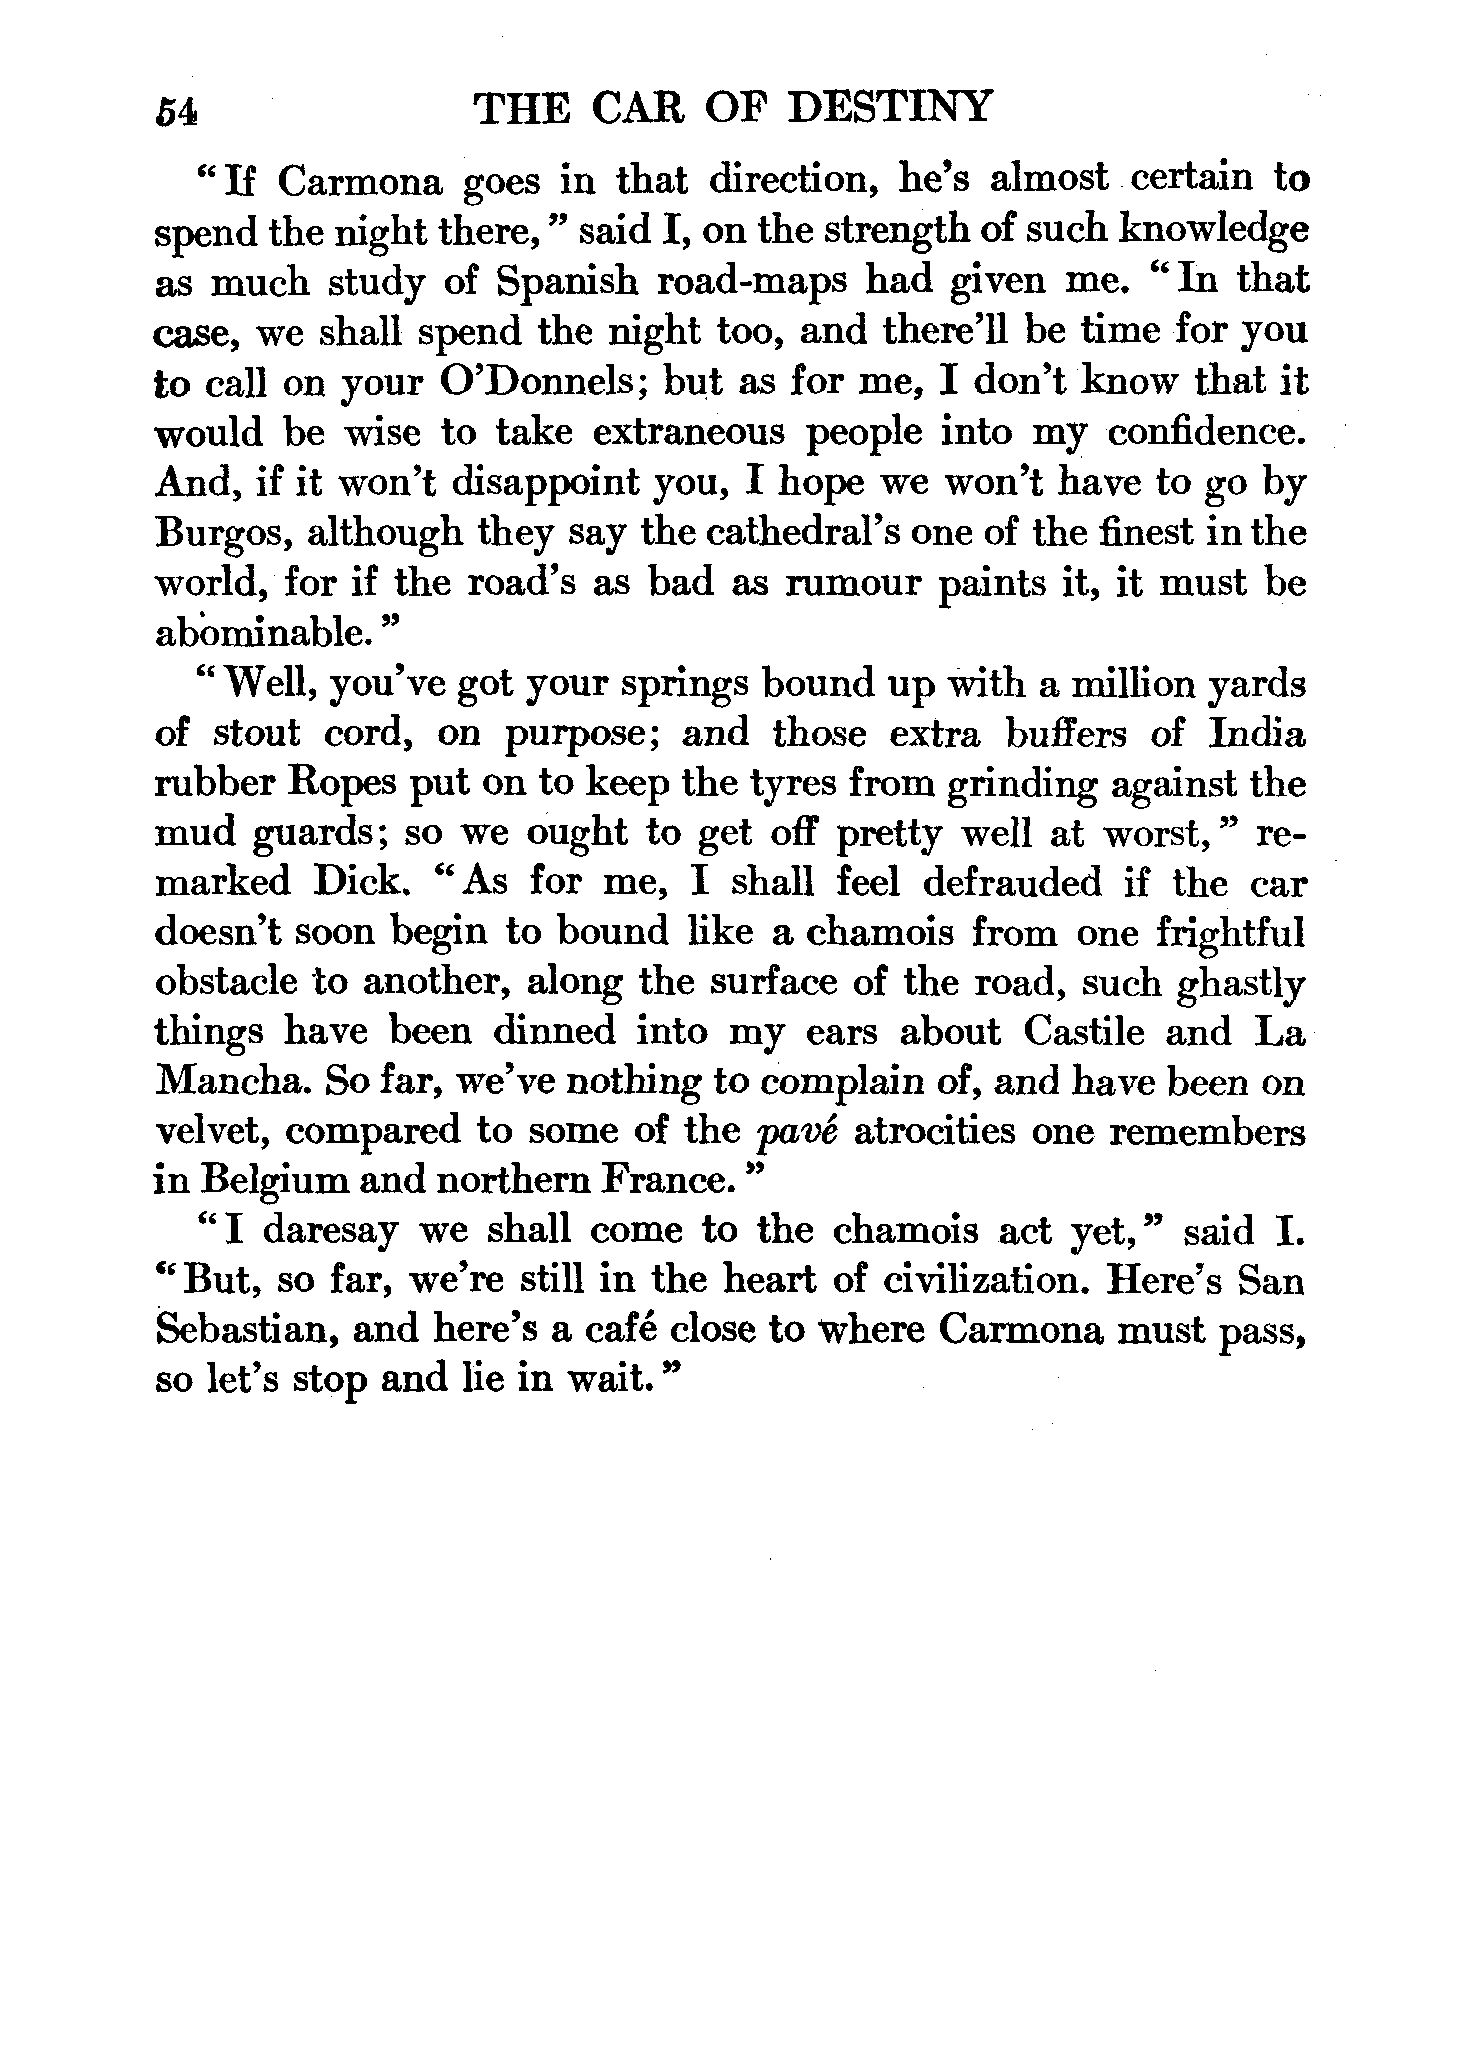 54 THE CAR OF DESTINY
"If Carmona goes in that direction, he's almost certain to
spend the night there," said I, on the strength of such knowledge
as much study of Spanish road-maps had given me. "In that
case, we shall spend the night too, and there'll be time for you
to call on your O'Donnels; but as for me, I don't know that it
would be wise to take extraneous people into my confidence.
And, if it won't disappoint you, I hope we won't have to go by
Burgos, although they say the cathedral's one of the finest in the
world, for if the road's as bad as rumour paints it, it must be
abominable."
"Well, you've got your springs bound up with a million yards
of stout cord, on purpose; and those extra buffers of India
rubber Ropes put on to keep the tyres from grinding against the
mud guards; so we ought to get off pretty well at worst," re-
marked Dick. "As for me, I shall feel defrauded if the car
doesn't soon begin to bound like a chamois from one frightful
obstacle to another, along the surface of the road, such ghastly
things have been dinned into my ears about Castile and La
Mancha. So far, we've nothing to complain of, and have been on
velvet, compared to some of the pavé atrocities one remembers
in Belgium and northern France."
"I daresay we shall come to the chamois act yet," said I.
"But, so far, we're still in the heart of civilization. Here's San
Sebastian, and here's a café close to where Carmona must pass,
so let's stop and lie in wait."